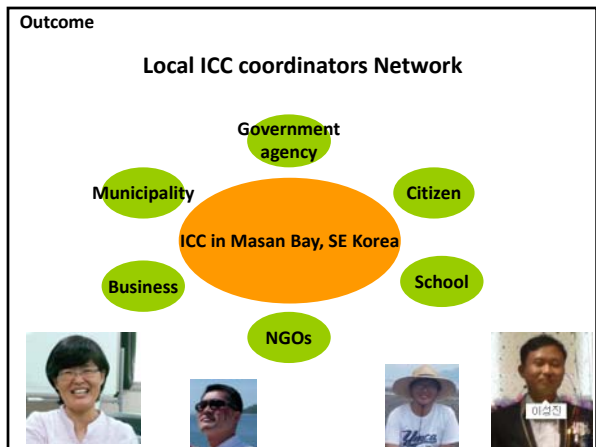 Outcome
Local ICC coordinators Network
Government
agency
Municipality
Citizen
ICC in Masan Bay, SE Korea
Business
School
NGOs
이성진